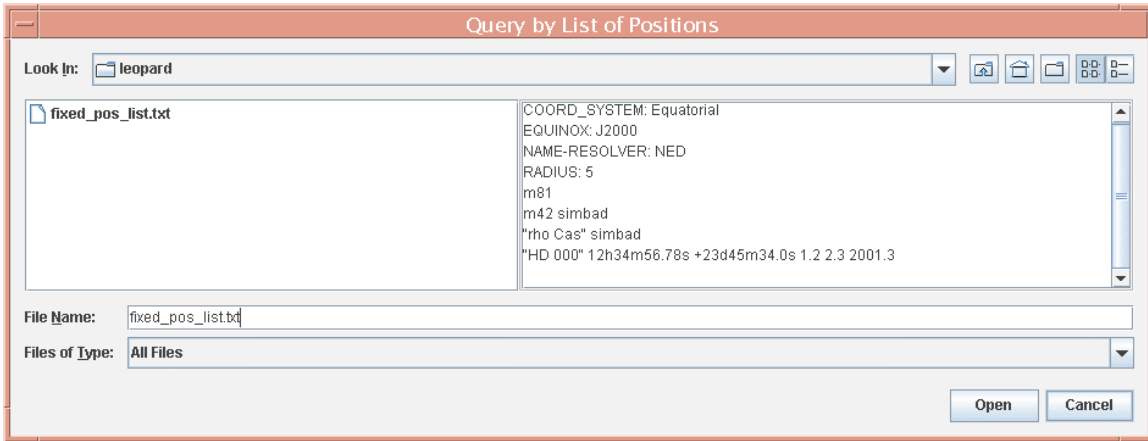 Query by List of Positions
Look In: leopard
fixed_pos_list.txt
COORD_SYSTEM: Equatorial
EQUINOX: J2000
NAME-RESOLVER: NED
RADIUS: 5
m81
m42 simbad
"rho Cas" simbad
"HD 000" 12h34m56.78s +23d45m34.0s 1.2 2.3 2001.3
File Name: fixed_pos_list.txt
Files of Type: All Files
Open Cancel